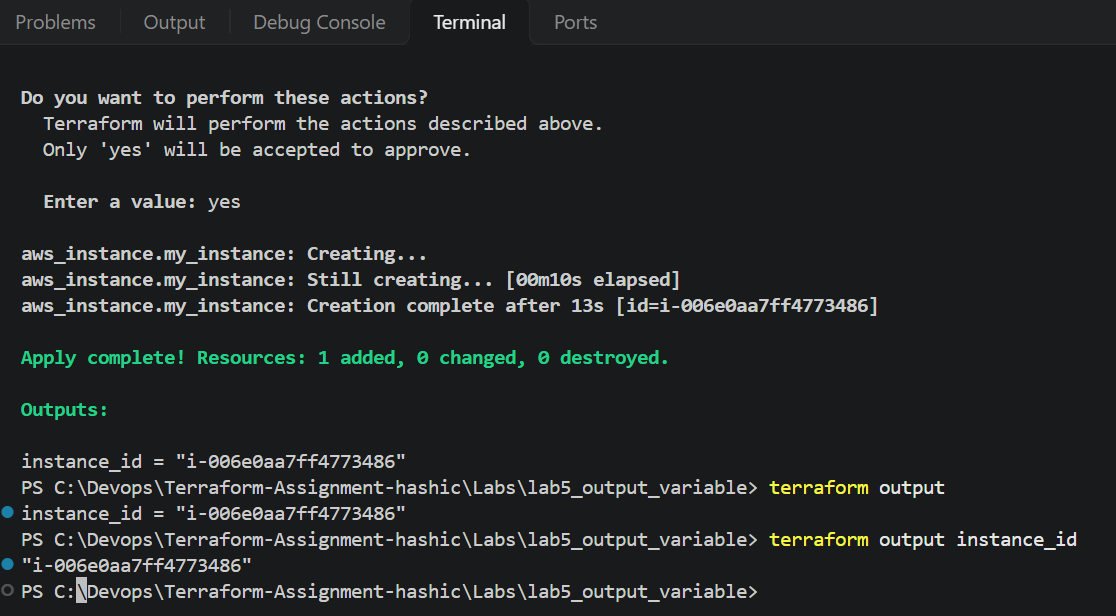 Problems Output Debug Console Terminal Ports
Do you want to perform these actions?
Terraform will perform the actions described above.
Only 'yes' will be accepted to approve.
Enter a value: yes
aws_instance.my_instance: Creating...
aws_instance.my_instance: Still creating... [00m10s elapsed]
aws_instance.my_instance: Creation complete after 13s [id=i-006e0aa7ff4773486]
Apply complete! Resources: 1 added, 0 changed, 0 destroyed.
Outputs:
instance_id = "i-006e0aa7ff4773486"
PS C:\Devops\Terraform-Assignment-hashic\Labs\lab5_output_variable> terraform output
instance_id = "i-006e0aa7ff4773486"
PS C:\Devops\Terraform-Assignment-hashic\Labs\lab5_output_variable> terraform output instance_id
"i-006e0aa7ff4773486"
PS C:\Devops\Terraform-Assignment-hashic\Labs\lab5_output_variable>